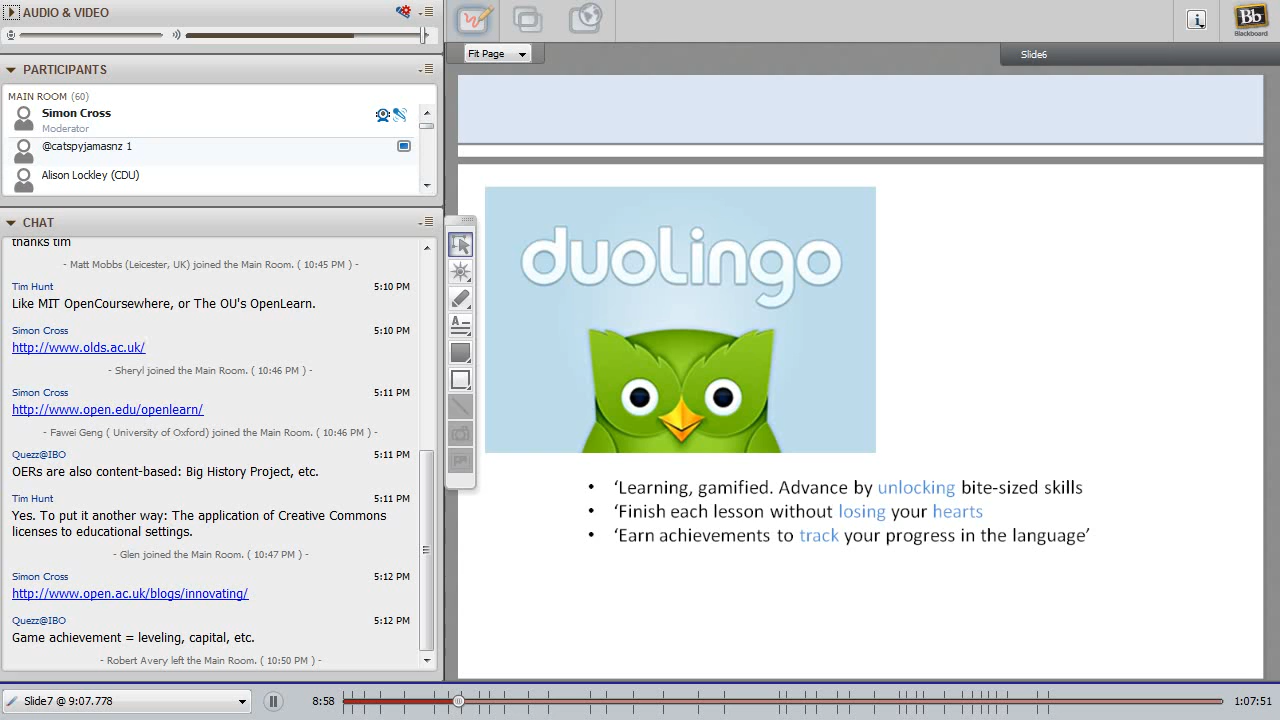 AUDIO & VIDEO
PARTICIPANTS
MAIN ROOM (60)
Simon Cross
Moderator
@catspyjamasnz 1
Alison Lockley (CDU)
CHAT
thanks tim
- Matt Mobbs (Leicester, UK) joined the Main Room. ( 10:45 PM ) -
Tim Hunt 5:10 PM
Like MIT OpenCoursewhere, or The OU's OpenLearn.
Simon Cross 5:10 PM
http://www.olds.ac.uk/
- Sheryl joined the Main Room. ( 10:46 PM ) -
Simon Cross 5:11 PM
http://www.open.edu/openlearn/
- Fawei Geng ( University of Oxford) joined the Main Room. ( 10:46 PM ) -
Quezz@IBO 5:11 PM
OERs are also content-based: Big History Project, etc.
Tim Hunt 5:11 PM
Yes. To put it another way: The application of Creative Commons
licenses to educational settings.
- Glen joined the Main Room. ( 10:47 PM ) -
Simon Cross 5:12 PM
http://www.open.ac.uk/blogs/innovating/
Quezz@IBO 5:12 PM
Game achievement = leveling, capital, etc.
- Robert Avery left the Main Room. ( 10:50 PM ) -
Bb
Blackboard
Fit Page
Slide6
duolingo
• ‘Learning, gamified. Advance by unlocking bite-sized skills
• ‘Finish each lesson without losing your hearts
• ‘Earn achievements to track your progress in the language’
Slide7 @ 9:07.778
8:58
1:07:51